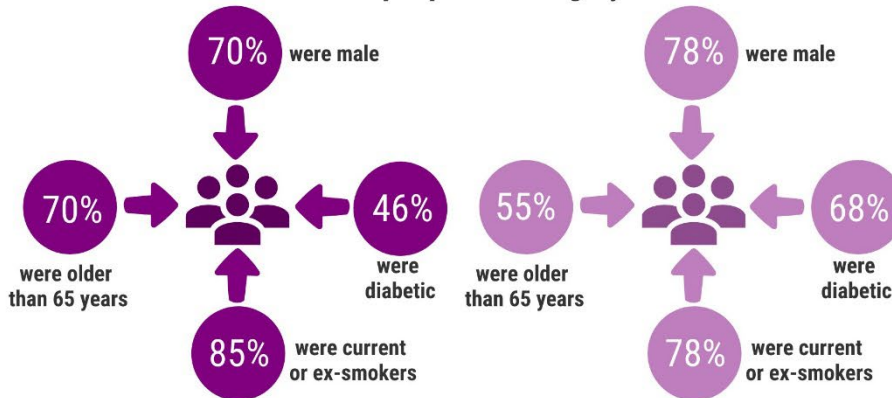 70%
were male
70%
were older
than 65 years
46%
were
diabetic
85%
were current
or ex-smokers
78%
were male
55%
were older
than 65 years
68%
were
diabetic
78%
were current
or ex-smokers